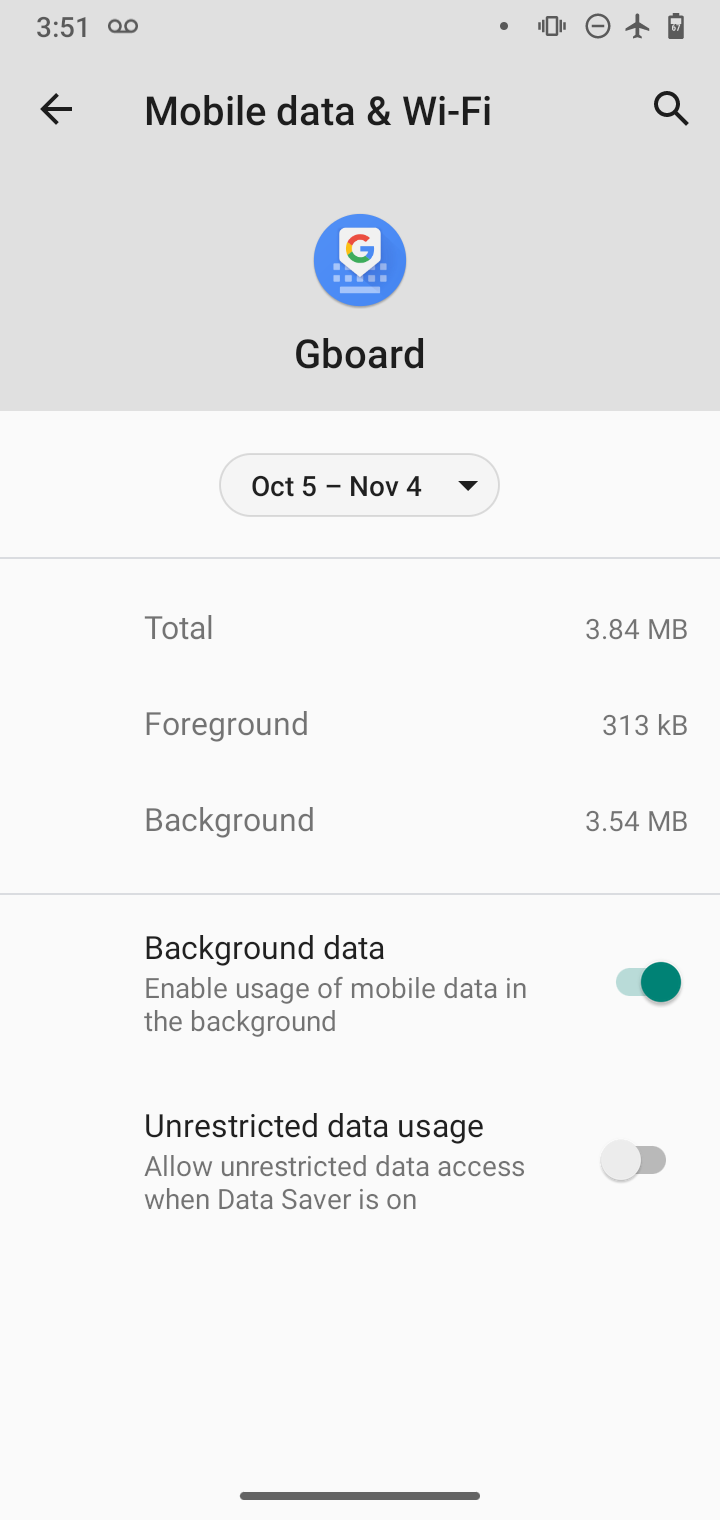 3:51
Mobile data & Wi-Fi
G
Gboard
Oct 5 – Nov 4
Total 3.84 MB
Foreground 313 kB
Background 3.54 MB
Background data
Enable usage of mobile data in
the background
Unrestricted data usage
Allow unrestricted data access
when Data Saver is on